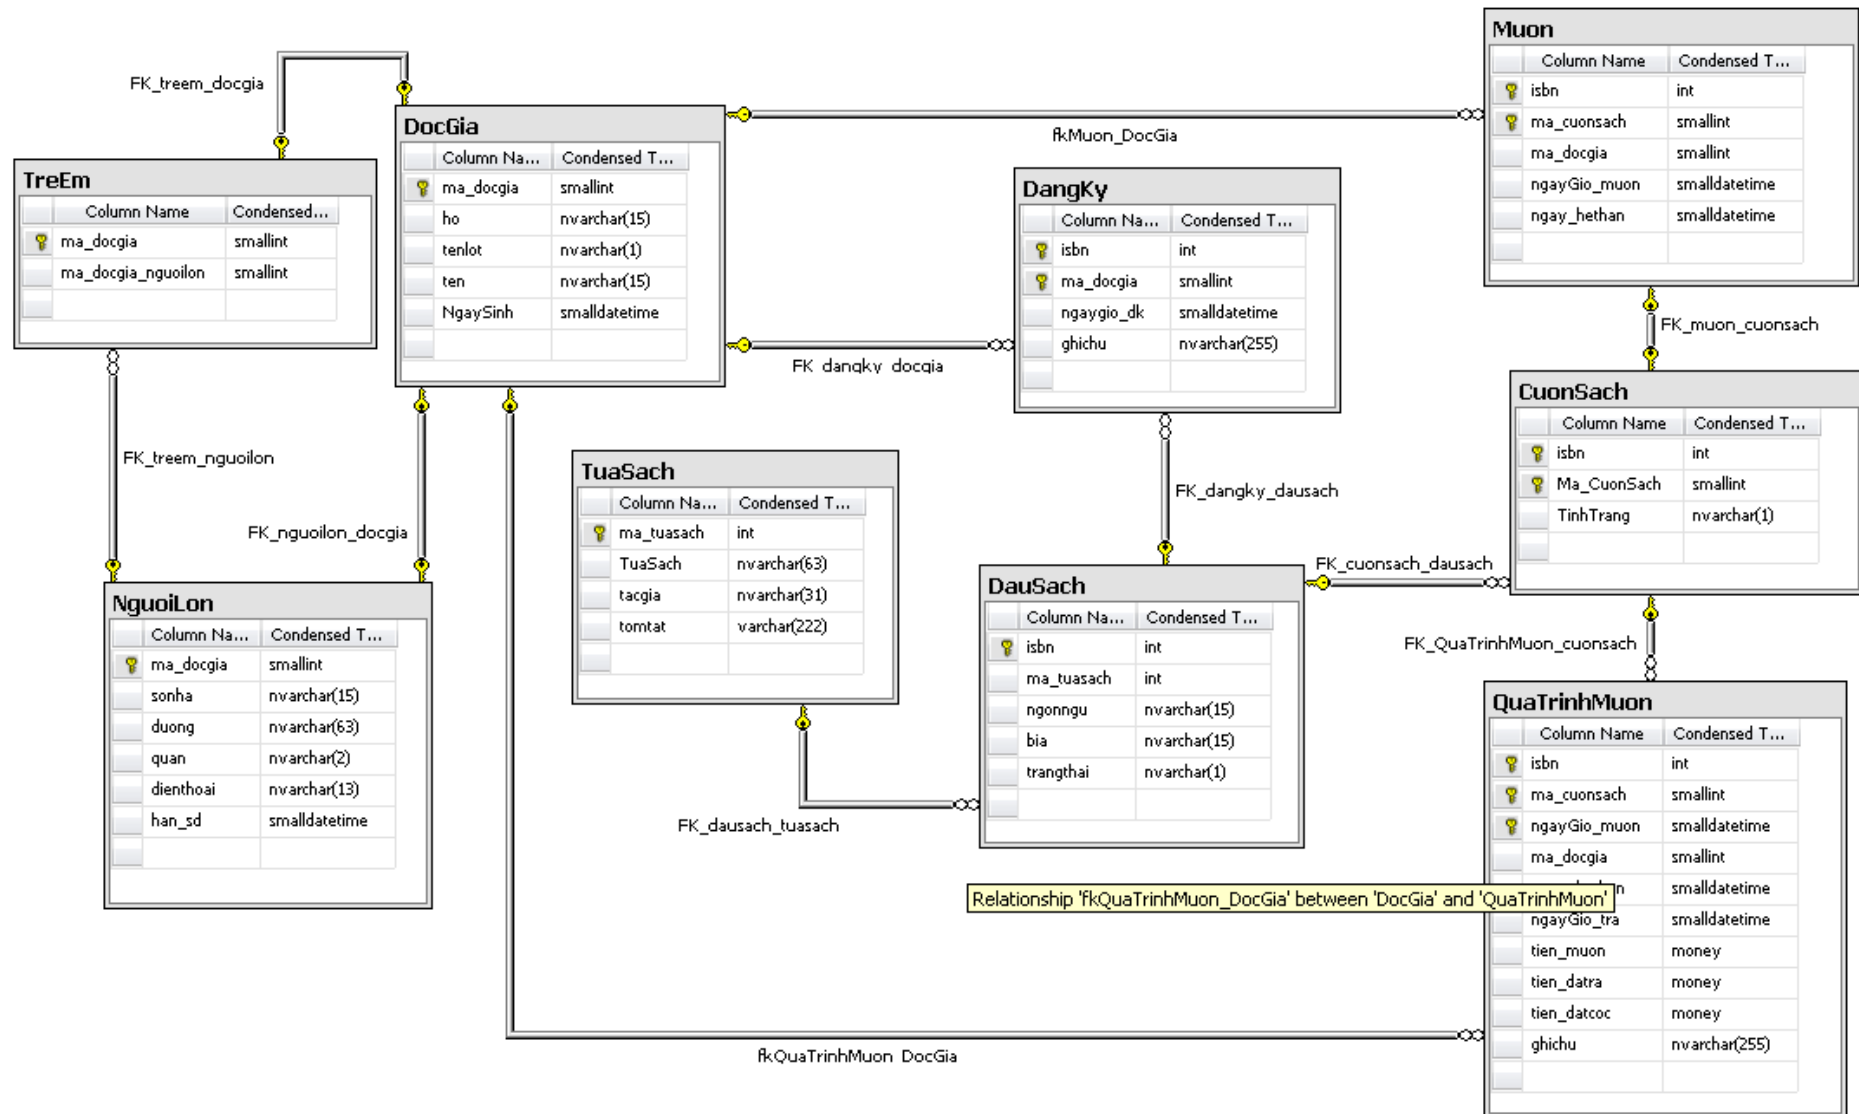 FK_treem_docgia
TreEm
Column Name Condensed...
ma_docgia smallint
ma_docgia_nguoilon smallint
DocGia
Column Na... Condensed T...
ma_docgia smallint
ho nvarchar(15)
tenlot nvarchar(1)
ten nvarchar(15)
NgaySinh smalldatetime
fkMuon_DocGia
Muon
Column Name Condensed T...
isbn int
ma_cuonsach smallint
ma_docgia smallint
ngayGio_muon smalldatetime
ngay_hethan smalldatetime
DangKy
Column Na... Condensed T...
isbn int
ma_docgia smallint
ngaygio_dk smalldatetime
ghichu nvarchar(255)
FK_dangky_docgia
FK_muon_cuonsach
CuonSach
Column Name Condensed T...
isbn int
Ma_CuonSach smallint
TinhTrang nvarchar(1)
FK_treem_nguoilon
FK_nguoilon_docgia
TuaSach
Column Na... Condensed T...
ma_tuasach int
TuaSach nvarchar(63)
tacgia nvarchar(31)
tomtat varchar(222)
FK_dangky_dausach
FK_cuonsach_dausach
NguoiLon
Column Na... Condensed T...
ma_docgia smallint
sonha nvarchar(15)
duong nvarchar(63)
quan nvarchar(2)
dienthoai nvarchar(13)
han_sd smalldatetime
DauSach
Column Na... Condensed T...
isbn int
ma_tuasach int
ngonngu nvarchar(15)
bia nvarchar(15)
trangthai nvarchar(1)
FK_dausach_tuasach
FK_QuaTrinhMuon_cuonsach
QuaTrinhMuon
Column Name Condensed T...
isbn int
ma_cuonsach smallint
ngayGio_muon smalldatetime
ma_docgia smallint
smalldatetime
Relationship 'fkQuaTrinhMuon_DocGia' between 'DocGia' and 'QuaTrinhMuon'
ngayGio_tra smalldatetime
tien_muon money
tien_datra money
tien_datcoc money
ghichu nvarchar(255)
fkQuaTrinhMuon_DocGia